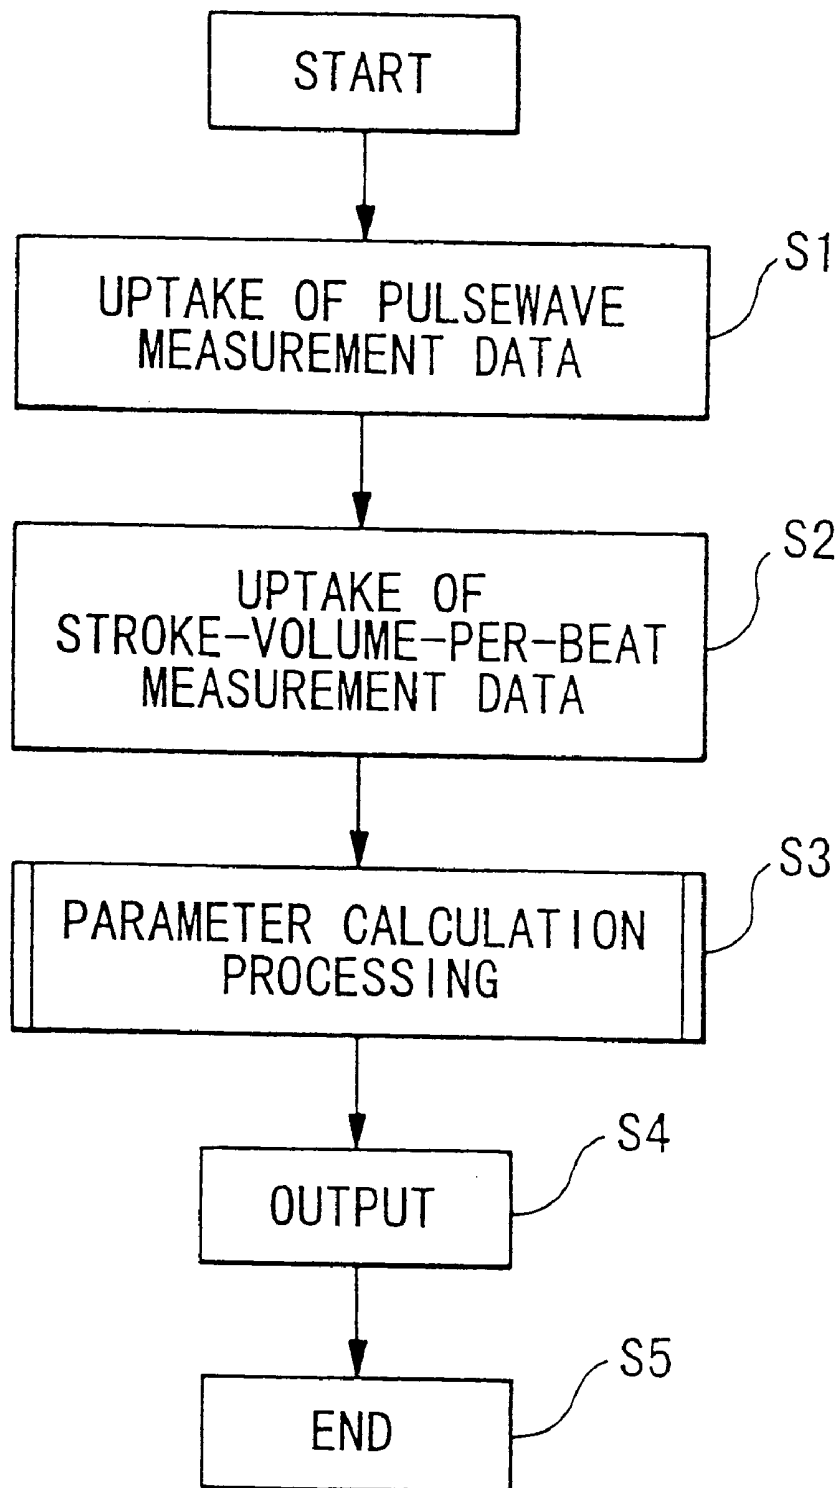 START
S1
UPTAKE OF PULSEWAVE
MEASUREMENT DATA
S2
UPTAKE OF
STROKE-VOLUME-PER-BEAT
MEASUREMENT DATA
S3
PARAMETER CALCULATION
PROCESSING
S4
OUTPUT
S5
END